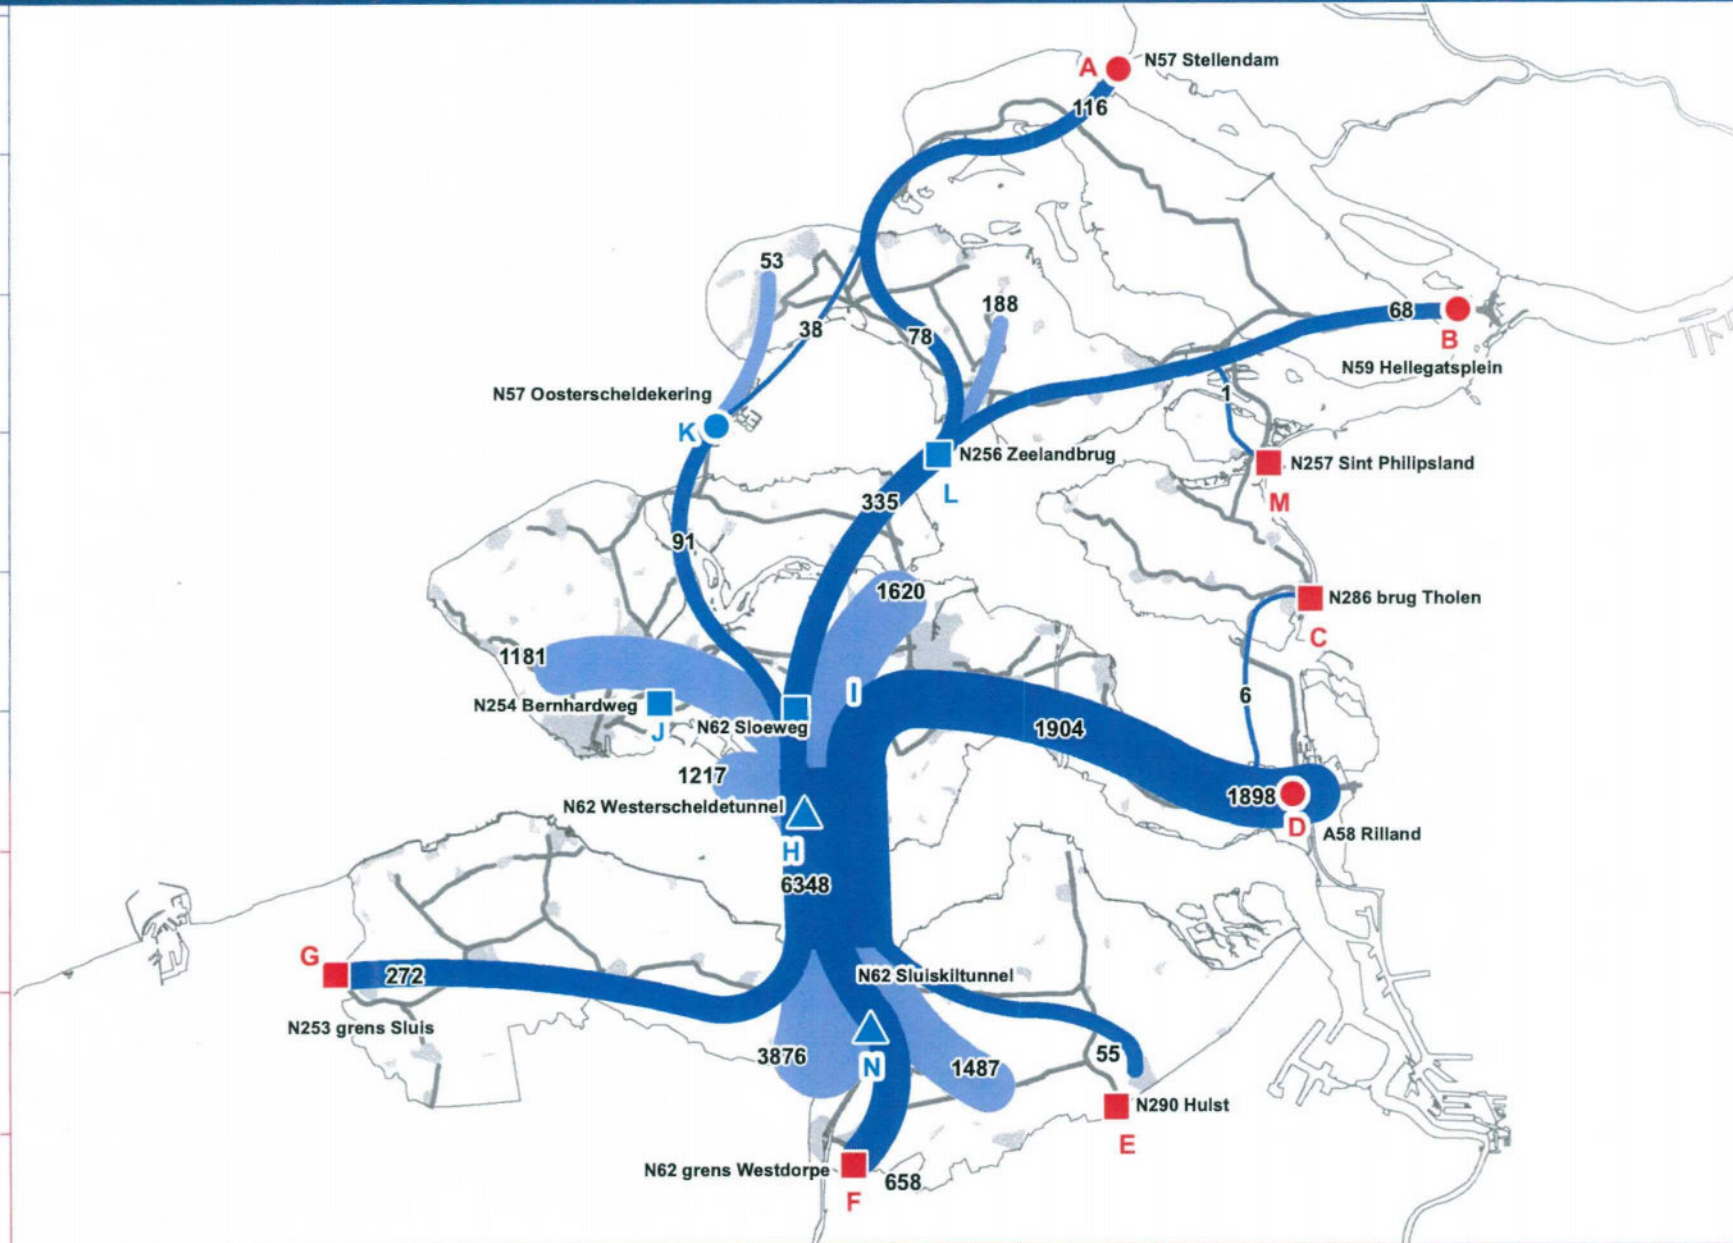 A
N57 Stellendam
116
53
188
38
78
68
B
N59 Hellegatsplein
N57 Oosterscheldekering
1
K
N256 Zeelandbrug
N257 Sint Philipsland
L
M
335
91
1620
N286 brug Tholen
C
1181
I
6
N254 Bernhardweg
J
N62 Sloeweg
1904
1217
1898
N62 Westerscheldetunnel
D
A58 Rilland
H
6348
G
272
N62 Sluiskiltunnel
N253 grens Sluis
3876
N
1487
55
N290 Hulst
E
N62 grens Westdorpe
658
F